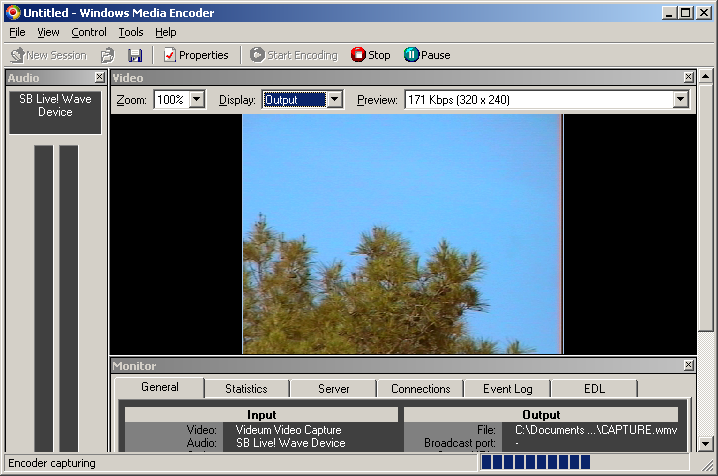 Untitled - Windows Media Encoder
File View Control Tools Help
New Session Properties Start Encoding Stop Pause
Audio
SB Live! Wave
Device
Video
Zoom: 100% Display: Output Preview: 171 Kbps (320 x 240)
Monitor
General Statistics Server Connections Event Log EDL
Input Output
Video: Videum Video Capture File: C:\Documents ...\CAPTURE.wmv
Audio: SB Live! Wave Device Broadcast port: -
Encoder capturing